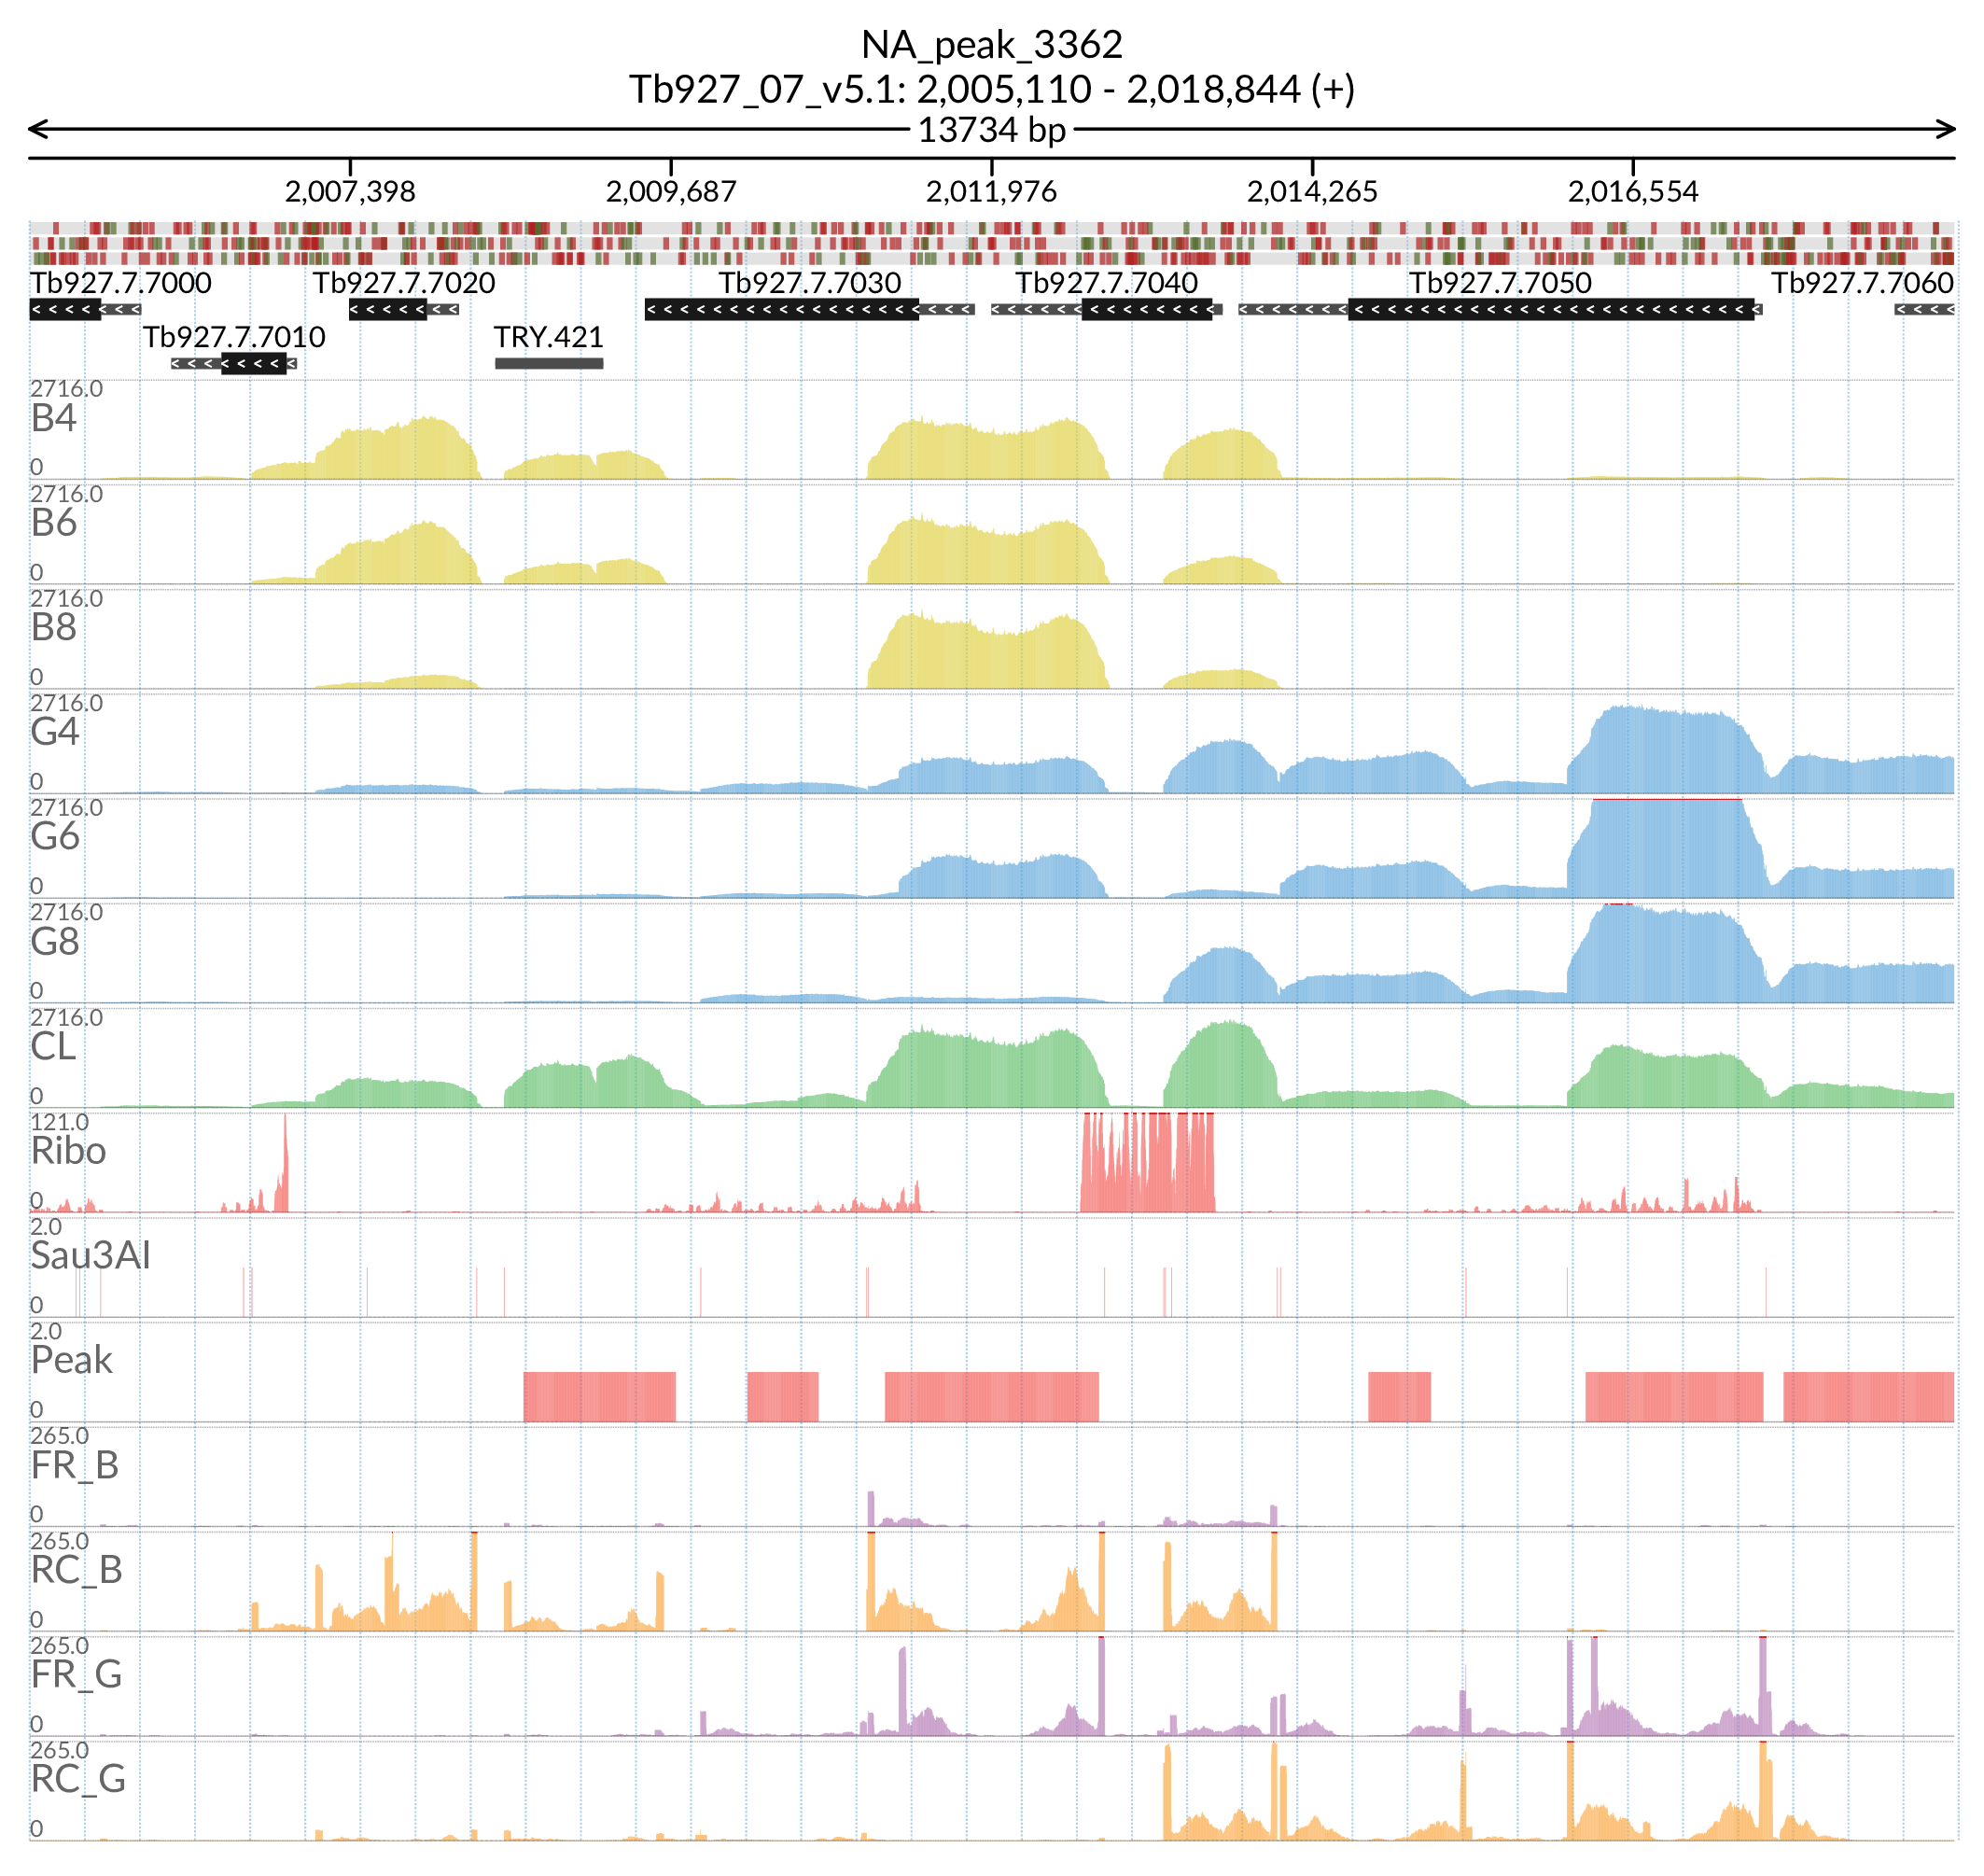 NA_peak_3362
Tb927_07_v5.1: 2,005,110 - 2,018,844 (+)
13734 bp
2,007,398 2,009,687 2,011,976 2,014,265 2,016,554
Tb927.7.7000 Tb927.7.7020 Tb927.7.7030 Tb927.7.7040 Tb927.7.7050 Tb927.7.7060
Tb927.7.7010 TRY.421
2716.0
B4
0
2716.0
B6
0
2716.0
B8
0
2716.0
G4
0
2716.0
G6
0
2716.0
G8
0
2716.0
CL
0
121.0
Ribo
0
2.0
Sau3AI
0
2.0
Peak
0
265.0
FR_B
0
265.0
RC_B
0
265.0
FR_G
0
265.0
RC_G
0